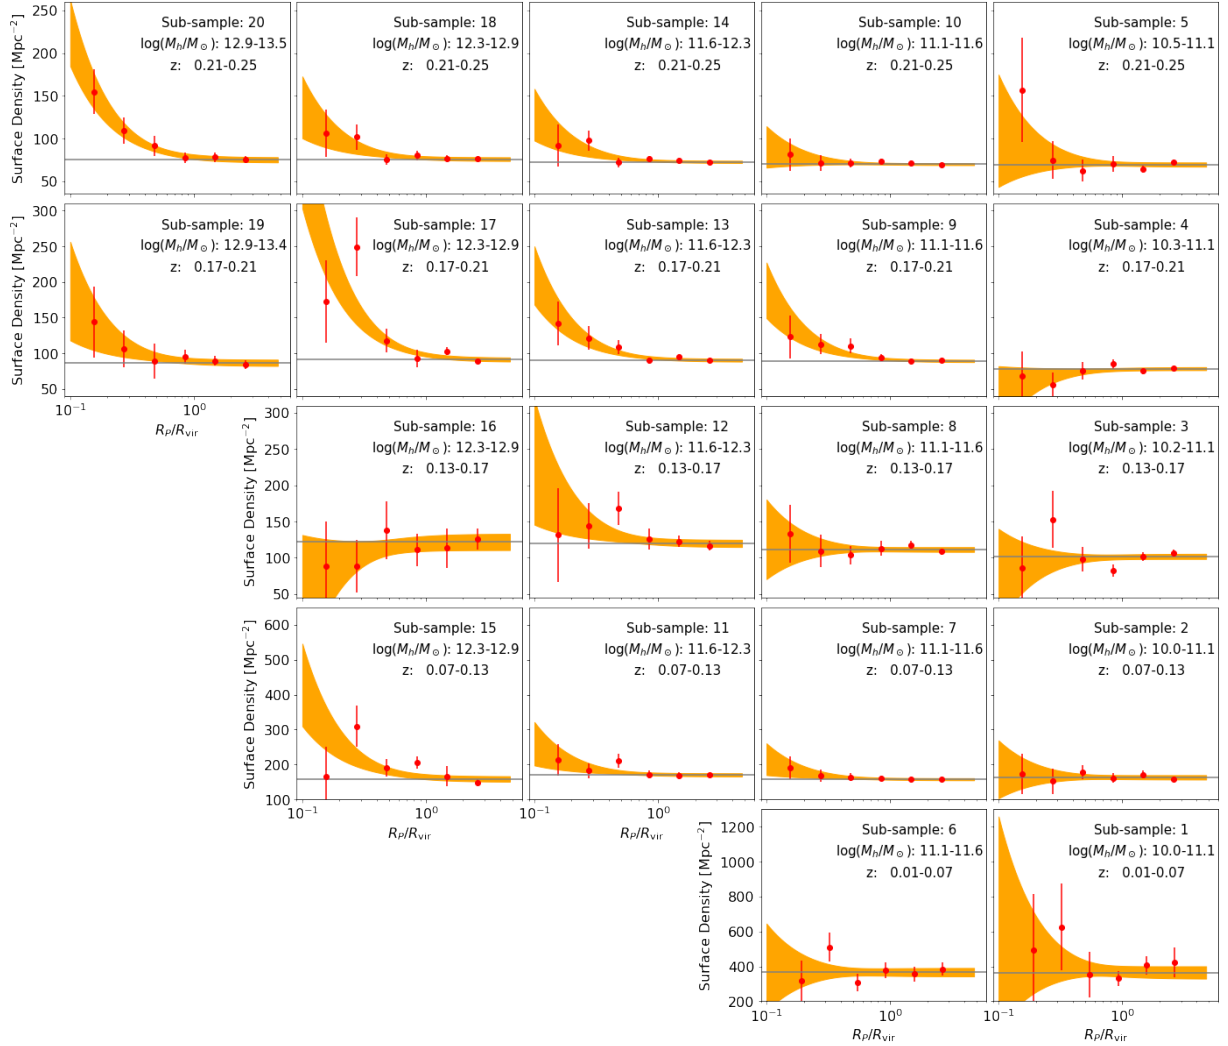 Surface Density [Mpc⁻²]
260
200
150
100
50
Sub-sample: 20
log(M_h/M_⊙): 12.9-13.5
z: 0.21-0.25
Sub-sample: 18
log(M_h/M_⊙): 12.3-12.9
z: 0.21-0.25
Sub-sample: 14
log(M_h/M_⊙): 11.6-12.3
z: 0.21-0.25
Sub-sample: 10
log(M_h/M_⊙): 11.1-11.6
z: 0.21-0.25
Sub-sample: 5
log(M_h/M_⊙): 10.5-11.1
z: 0.21-0.25
Surface Density [Mpc⁻²]
300
250
200
150
100
50
Sub-sample: 19
log(M_h/M_⊙): 12.9-13.4
z: 0.17-0.21
Sub-sample: 17
log(M_h/M_⊙): 12.3-12.9
z: 0.17-0.21
Sub-sample: 13
log(M_h/M_⊙): 11.6-12.3
z: 0.17-0.21
Sub-sample: 9
log(M_h/M_⊙): 11.1-11.6
z: 0.17-0.21
Sub-sample: 4
log(M_h/M_⊙): 10.3-11.1
z: 0.17-0.21
10⁻¹
10⁰
R_P/R_vir
Surface Density [Mpc⁻²]
300
250
200
150
100
50
Sub-sample: 16
log(M_h/M_⊙): 12.3-12.9
z: 0.13-0.17
Sub-sample: 12
log(M_h/M_⊙): 11.6-12.3
z: 0.13-0.17
Sub-sample: 8
log(M_h/M_⊙): 11.1-11.6
z: 0.13-0.17
Sub-sample: 3
log(M_h/M_⊙): 10.2-11.1
z: 0.13-0.17
Surface Density [Mpc⁻²]
600
500
400
300
200
100
Sub-sample: 15
log(M_h/M_⊙): 12.3-12.9
z: 0.07-0.13
Sub-sample: 11
log(M_h/M_⊙): 11.6-12.3
z: 0.07-0.13
Sub-sample: 7
log(M_h/M_⊙): 11.1-11.6
z: 0.07-0.13
Sub-sample: 2
log(M_h/M_⊙): 10.0-11.1
z: 0.07-0.13
10⁻¹
10⁰
R_P/R_vir
10⁻¹
10⁰
R_P/R_vir
Surface Density [Mpc⁻²]
1200
1000
800
600
400
200
Sub-sample: 6
log(M_h/M_⊙): 11.1-11.6
z: 0.01-0.07
Sub-sample: 1
log(M_h/M_⊙): 10.0-11.1
z: 0.01-0.07
10⁻¹
10⁰
R_P/R_vir
10⁻¹
10⁰
R_P/R_vir